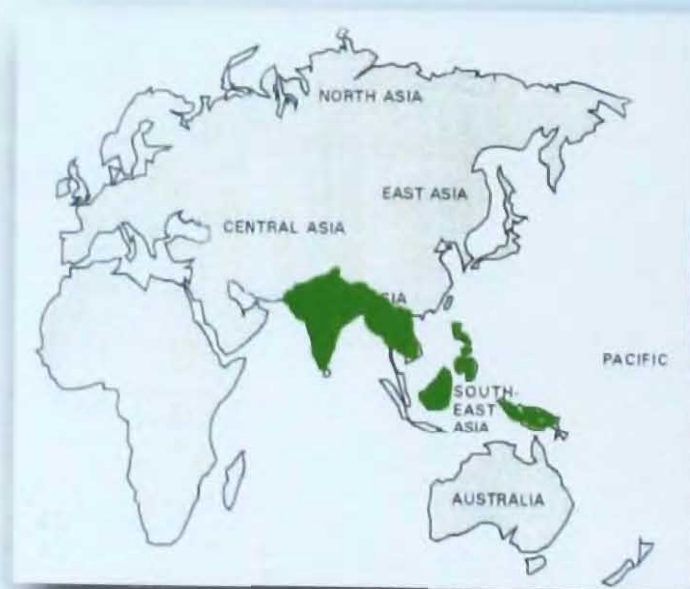 NORTH ASIA
EAST ASIA
CENTRAL ASIA
PACIFIC
SOUTH-
EAST
ASIA
AUSTRALIA